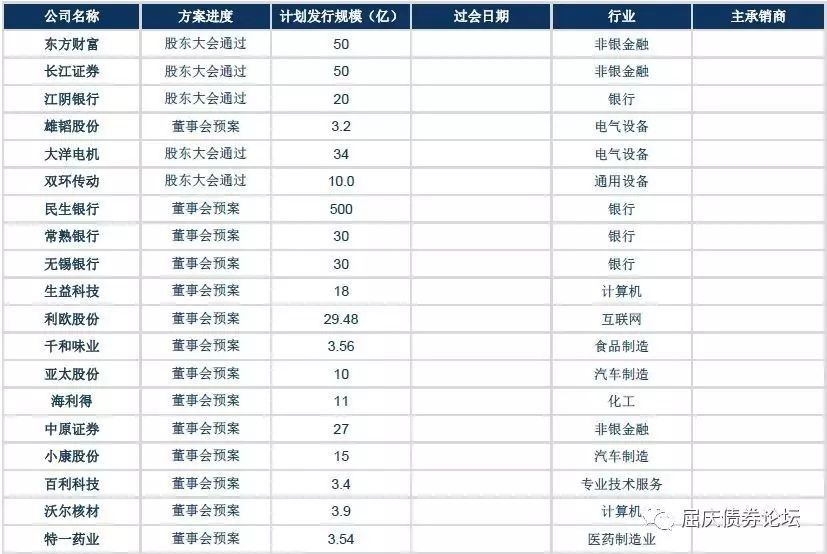 公司名称 方案进度 计划发行规模（亿） 过会日期 行业 主承销商
东方财富 股东大会通过 50 非银金融
长江证券 股东大会通过 50 非银金融
江阴银行 股东大会通过 20 银行
雄韬股份 董事会预案 3.2 电气设备
大洋电机 股东大会通过 34 电气设备
双环传动 股东大会通过 10.0 通用设备
民生银行 董事会预案 500 银行
常熟银行 董事会预案 30 银行
无锡银行 董事会预案 30 银行
生益科技 董事会预案 18 计算机
利欧股份 董事会预案 29.48 互联网
千和味业 董事会预案 3.56 食品制造
亚太股份 董事会预案 10 汽车制造
海利得 董事会预案 11 化工
中原证券 董事会预案 27 非银金融
小康股份 董事会预案 15 汽车制造
百利科技 董事会预案 3.4 专业技术服务
沃尔核材 董事会预案 3.9 计算机
屈庆债券论坛
特一药业 董事会预案 3.54 医药制造业